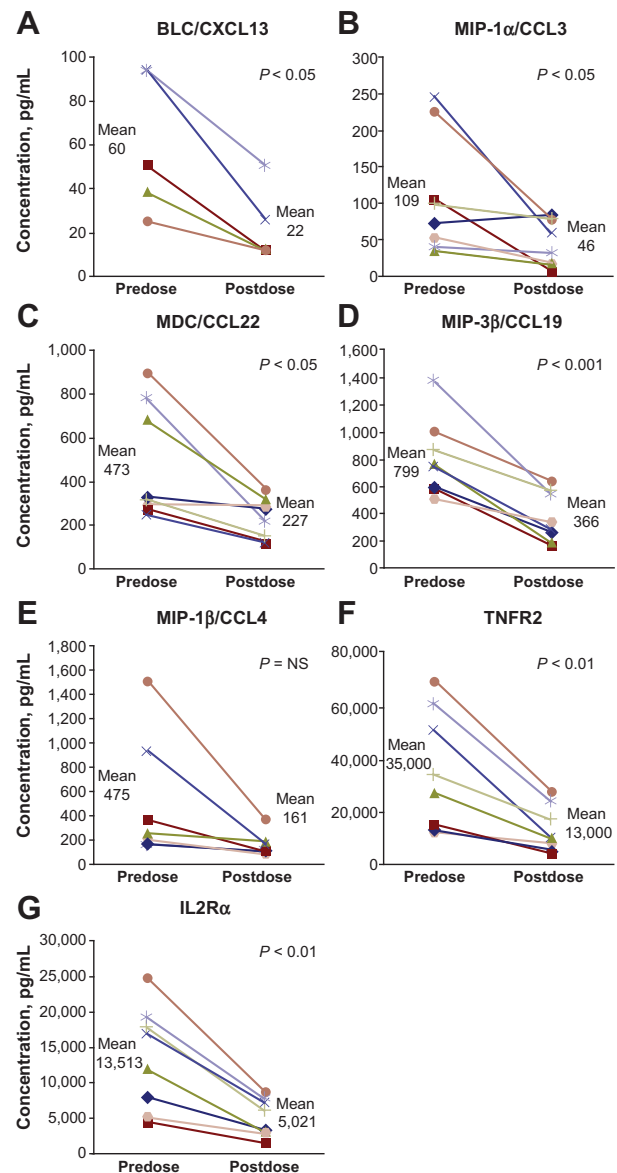 A
BLC/CXCL13
P < 0.05
Concentration, pg/mL
100
80
60
40
20
0
Mean
60
Mean
22
Predose Postdose
B
MIP-1α/CCL3
P < 0.05
300
250
200
150
100
50
0
Mean
109
Mean
46
Predose Postdose
C
MDC/CCL22
P < 0.05
Concentration, pg/mL
1,000
800
600
400
200
0
Mean
473
Mean
227
Predose Postdose
D
MIP-3β/CCL19
P < 0.001
1,600
1,400
1,200
1,000
800
600
400
200
0
Mean
799
Mean
366
Predose Postdose
E
MIP-1β/CCL4
P = NS
Concentration, pg/mL
1,800
1,600
1,400
1,200
1,000
800
600
400
200
0
Mean
475
Mean
161
Predose Postdose
F
TNFR2
P < 0.01
80,000
60,000
40,000
20,000
0
Mean
35,000
Mean
13,000
Predose Postdose
G
IL2Rα
P < 0.01
Concentration, pg/mL
30,000
25,000
20,000
15,000
10,000
5,000
0
Mean
13,513
Mean
5,021
Predose Postdose